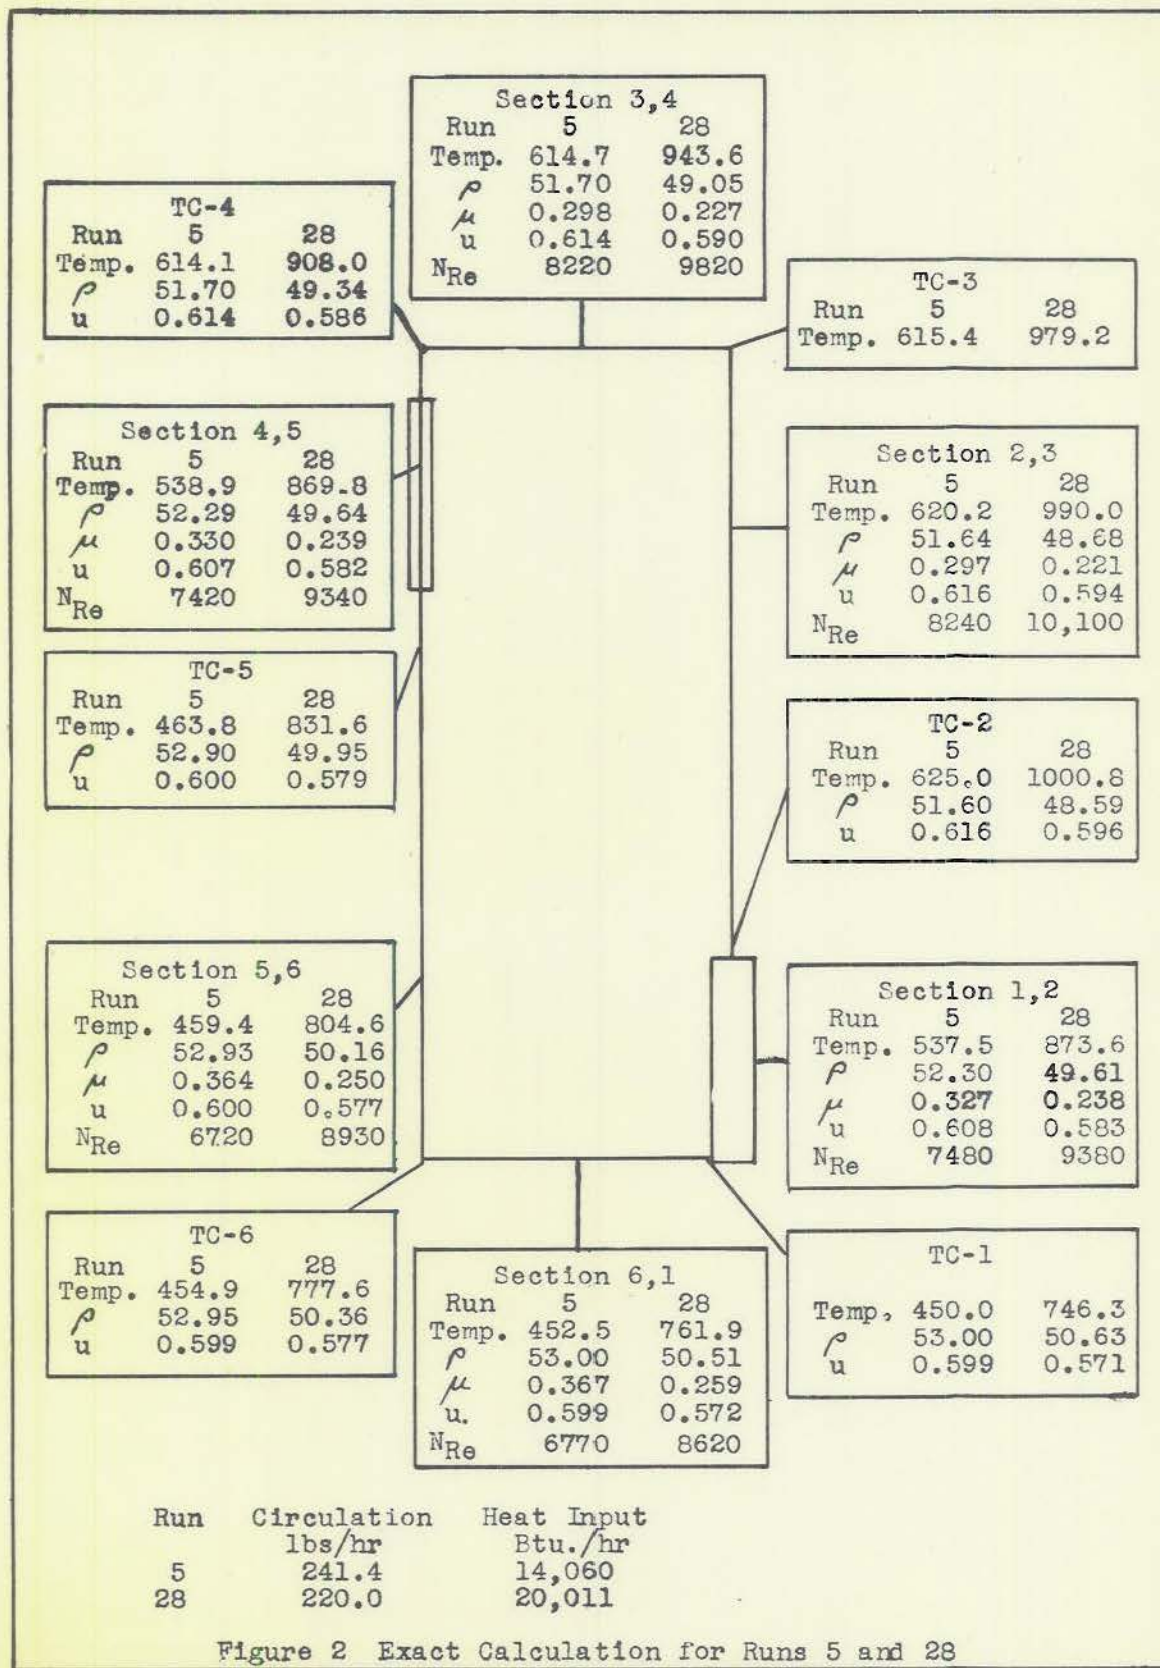 Section 3,4
Run 5 28
Temp. 614.7 943.6
ρ 51.70 49.05
μ 0.298 0.227
u 0.614 0.590
NRe 8220 9820
TC-4
Run 5 28
Temp. 614.1 908.0
ρ 51.70 49.34
u 0.614 0.586
TC-3
Run 5 28
Temp. 615.4 979.2
Section 4,5
Run 5 28
Temp. 538.9 869.8
ρ 52.29 49.64
μ 0.330 0.239
u 0.607 0.582
NRe 7420 9340
Section 2,3
Run 5 28
Temp. 620.2 990.0
ρ 51.64 48.68
μ 0.297 0.221
u 0.616 0.594
NRe 8240 10,100
TC-5
Run 5 28
Temp. 463.8 831.6
ρ 52.90 49.95
u 0.600 0.579
TC-2
Run 5 28
Temp. 625.0 1000.8
ρ 51.60 48.59
u 0.616 0.596
Section 5,6
Run 5 28
Temp. 459.4 804.6
ρ 52.93 50.16
μ 0.364 0.250
u 0.600 0.577
NRe 6720 8930
Section 1,2
Run 5 28
Temp. 537.5 873.6
ρ 52.30 49.61
μ 0.327 0.238
u 0.608 0.583
NRe 7480 9380
TC-6
Run 5 28
Temp. 454.9 777.6
ρ 52.95 50.36
u 0.599 0.577
Section 6,1
Run 5 28
Temp. 452.5 761.9
ρ 53.00 50.51
μ 0.367 0.259
u. 0.599 0.572
NRe 6770 8620
TC-1
Temp. 450.0 746.3
ρ 53.00 50.63
u 0.599 0.571
Run Circulation Heat Input
lbs/hr Btu./hr
5 241.4 14,060
28 220.0 20,011
Figure 2 Exact Calculation for Runs 5 and 28